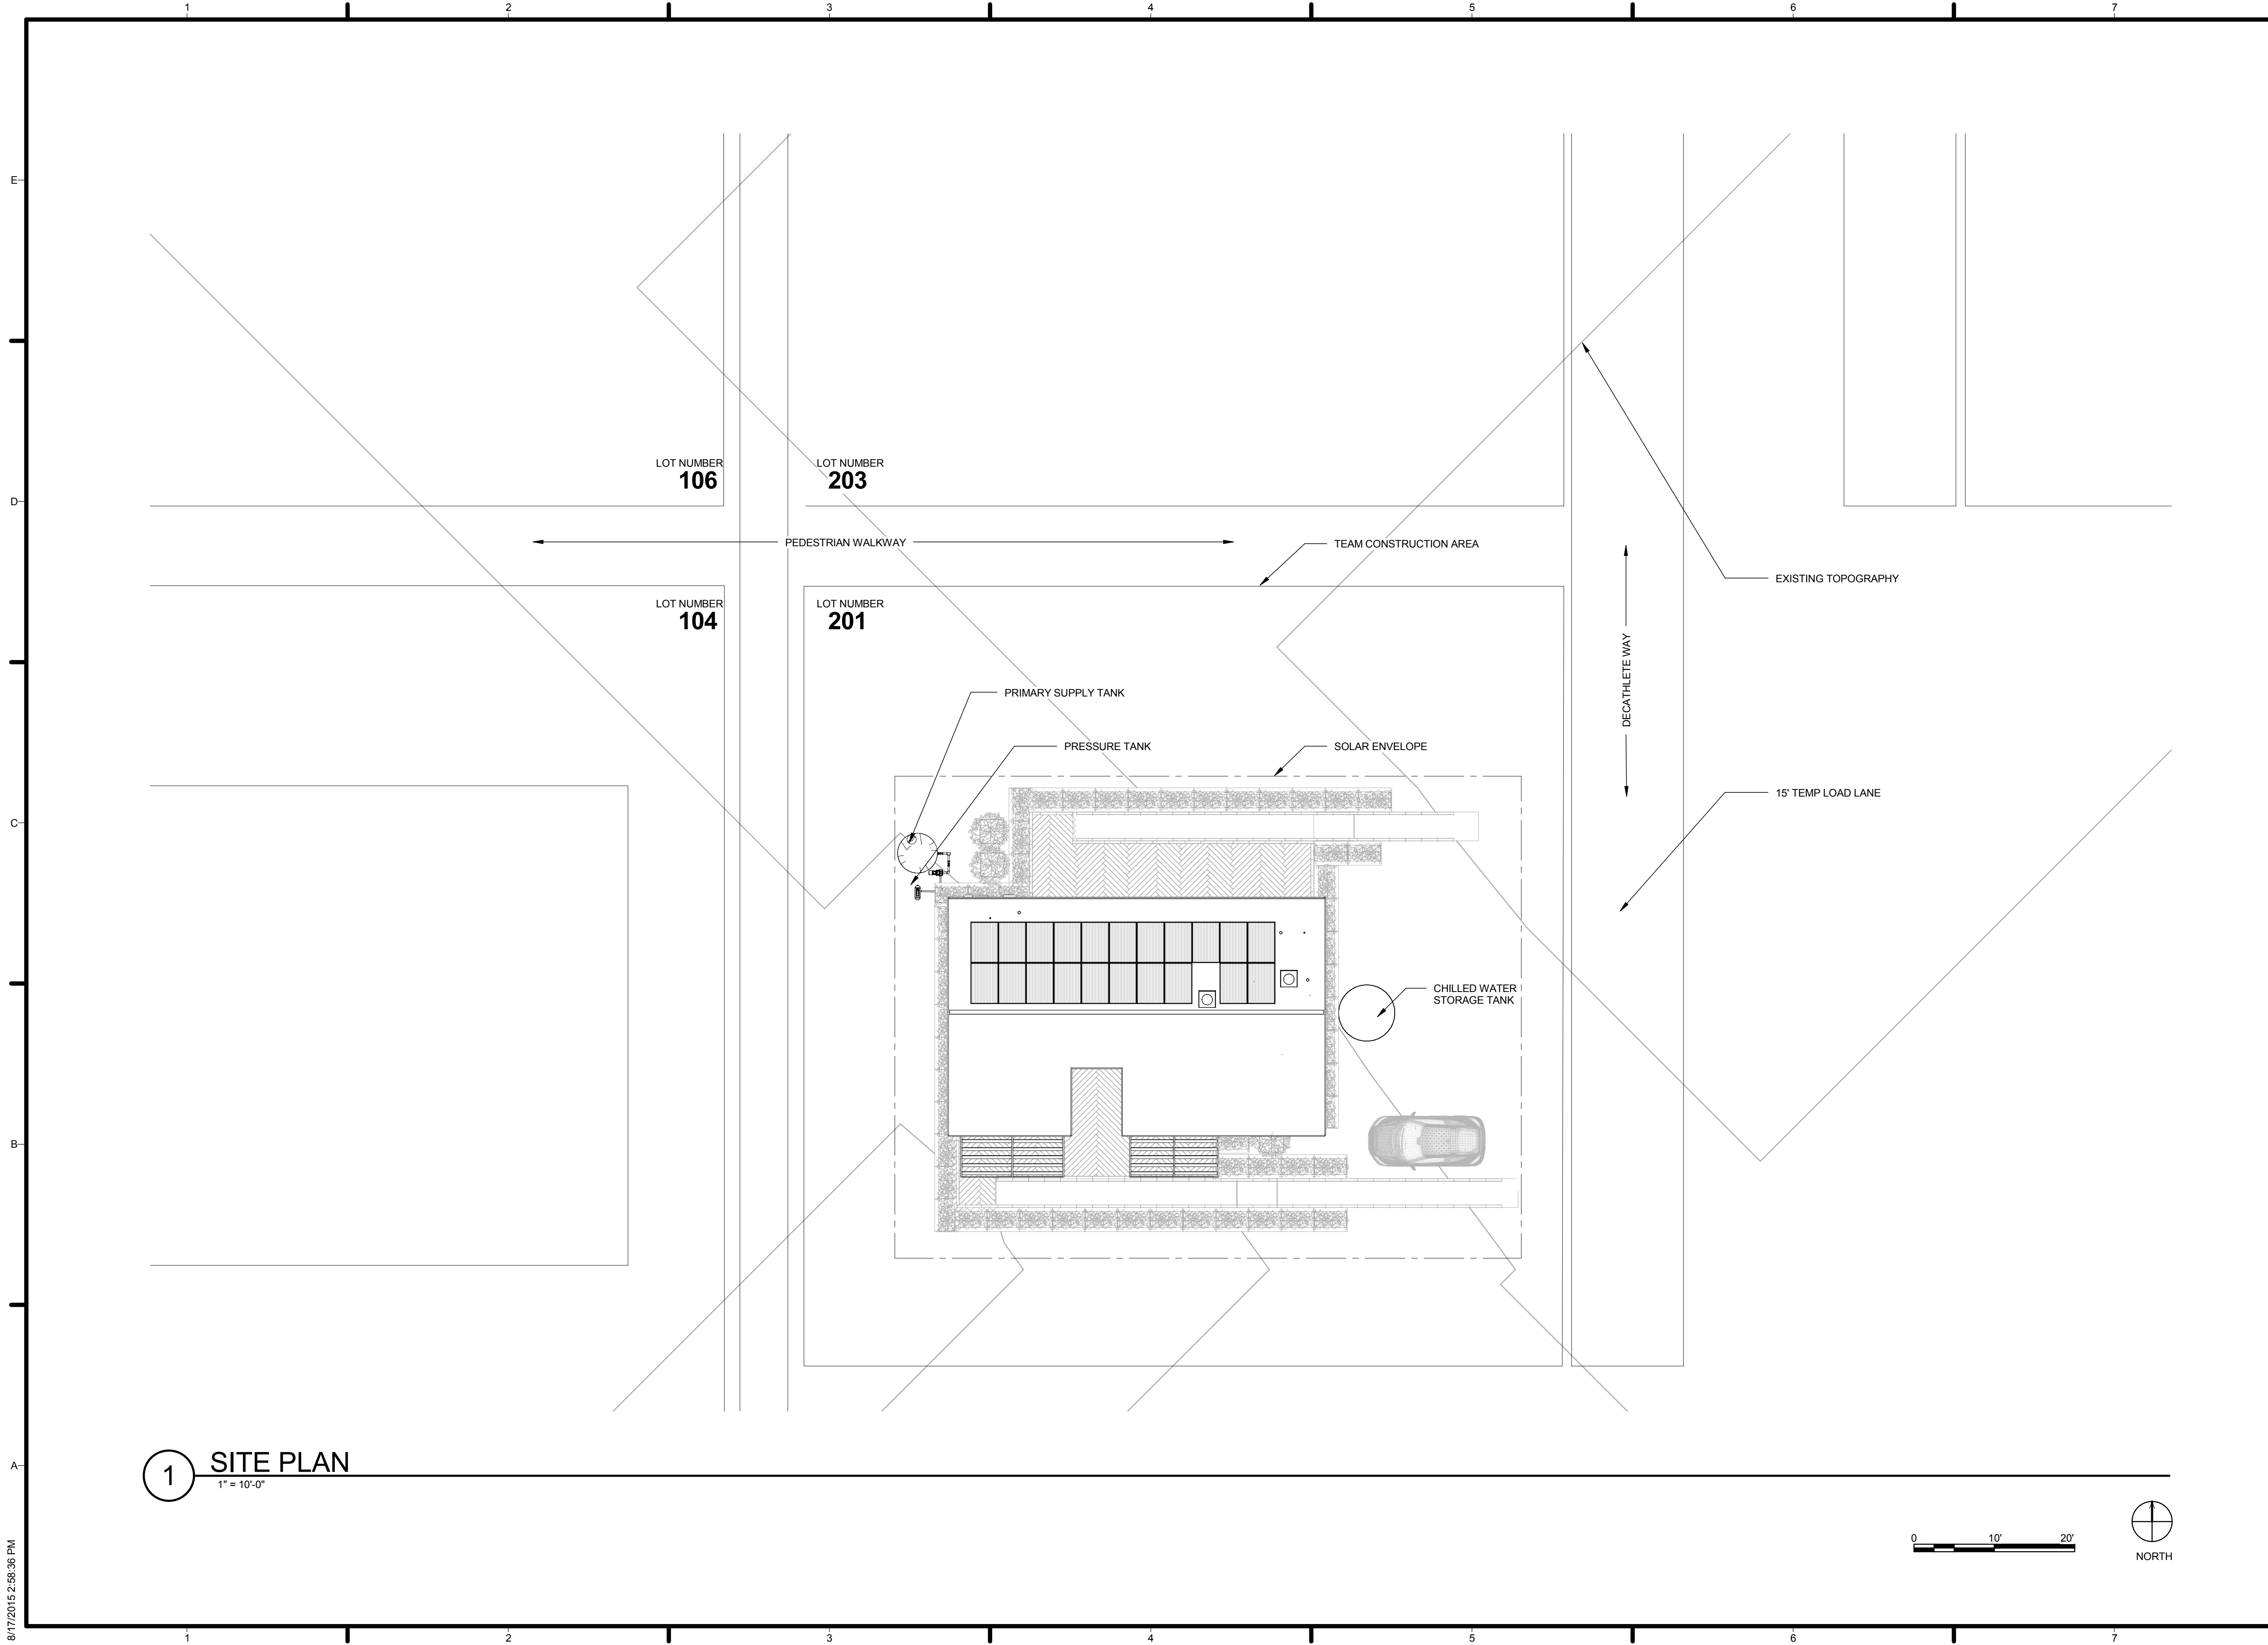 1 2 3 4 5 6 7
E
D
C
B
A
LOT NUMBER
106
LOT NUMBER
203
PEDESTRIAN WALKWAY
TEAM CONSTRUCTION AREA
EXISTING TOPOGRAPHY
LOT NUMBER
104
LOT NUMBER
201
DECATHLETE WAY
PRIMARY SUPPLY TANK
PRESSURE TANK
SOLAR ENVELOPE
15' TEMP LOAD LANE
CHILLED WATER
STORAGE TANK
1
SITE PLAN
1" = 10'-0"
0 10' 20'
NORTH
8/17/2015 2:58:36 PM
1 2 3 4 5 6 7